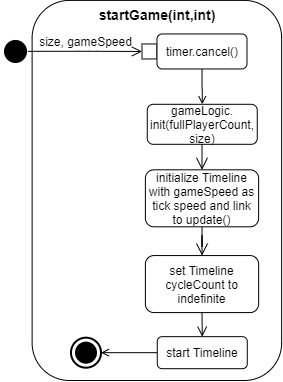 startGame(int,int)
size, gameSpeed
timer.cancel()
gameLogic.
init(fullPlayerCount,
size)
initialize Timeline
with gameSpeed as
tick speed and link
to update()
set Timeline
cycleCount to
indefinite
start Timeline